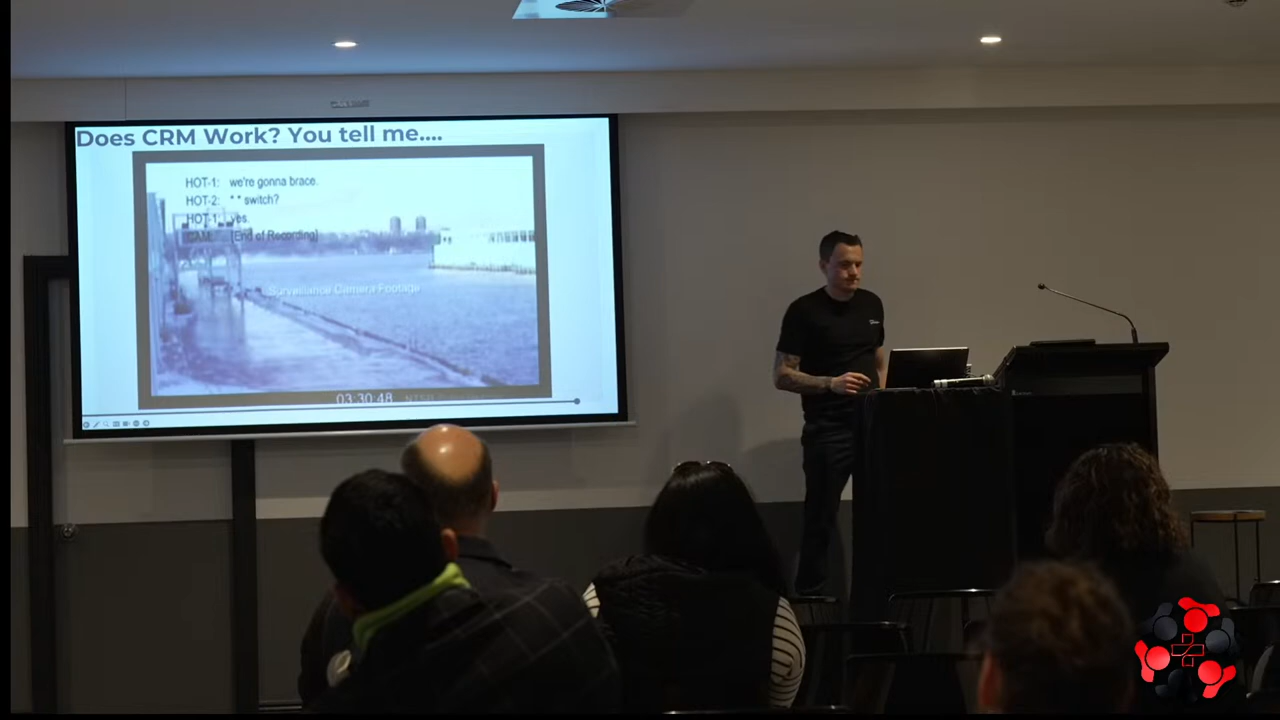 Does CRM Work? You tell me....
HOT-1: we're gonna brace.
HOT-2: * * switch?
HOT-1: yes.
CAM: [End of Recording]
Surveillance Camera Footage
03:30:48 NTSB